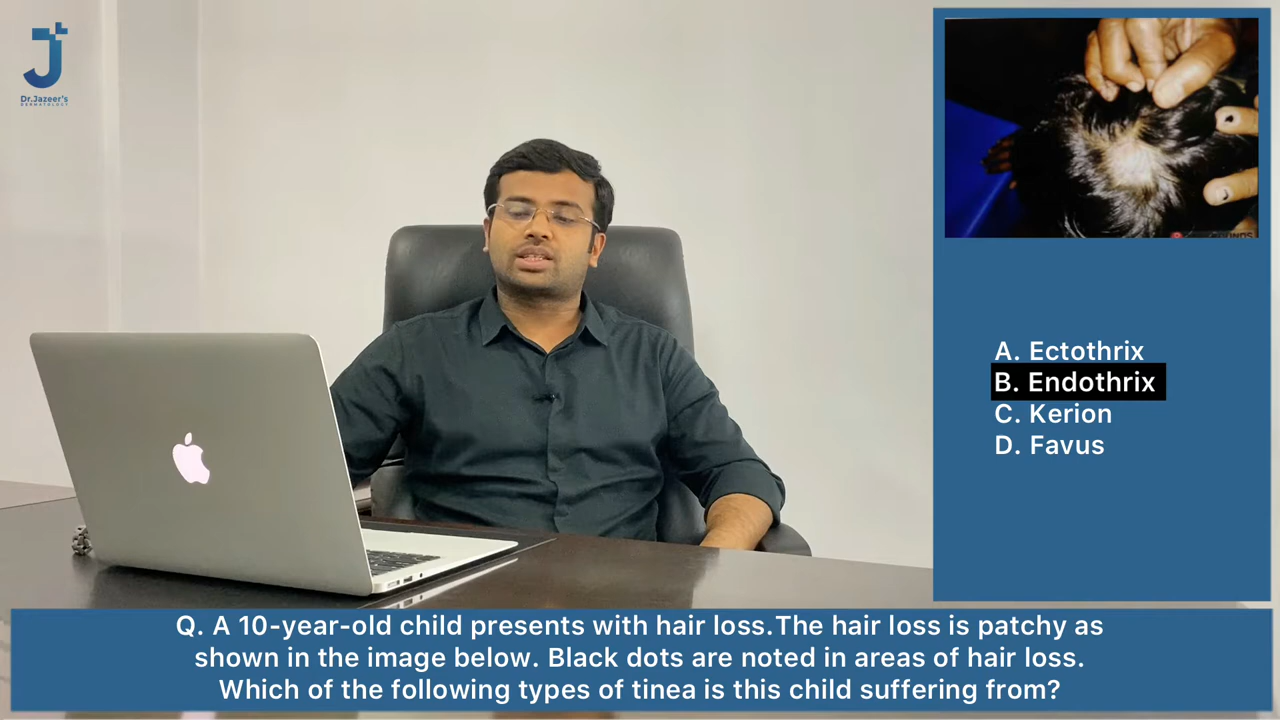 Dr.Jazeer's
DERMATOLOGY
A. Ectothrix
B. Endothrix
C. Kerion
D. Favus
Q. A 10-year-old child presents with hair loss.The hair loss is patchy as
shown in the image below. Black dots are noted in areas of hair loss.
Which of the following types of tinea is this child suffering from?